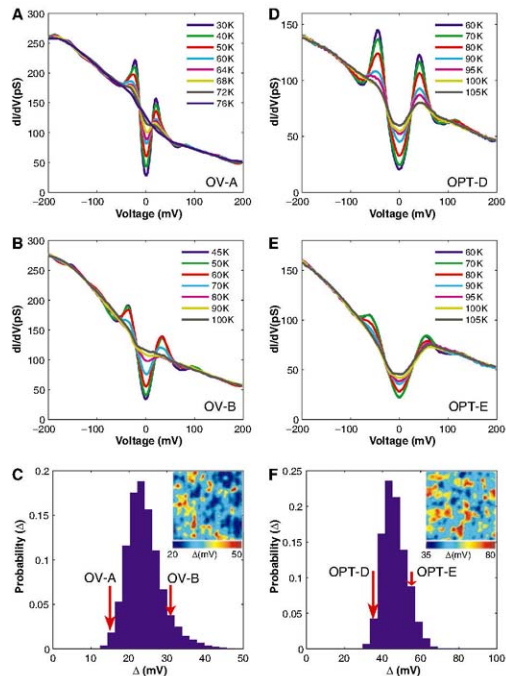 A
dI/dV(pS)
300
250
200
150
100
50
0
30K
40K
50K
60K
64K
68K
72K
76K
OV-A
-200 -100 0 100 200
Voltage (mV)
D
dI/dV(pS)
150
100
50
0
60K
70K
80K
90K
95K
100K
105K
OPT-D
-200 -100 0 100 200
Voltage (mV)
B
dI/dV(pS)
300
250
200
150
100
50
0
45K
50K
60K
70K
80K
90K
100K
OV-B
-200 -100 0 100 200
Voltage (mV)
E
dI/dV(pS)
150
100
50
0
60K
70K
80K
90K
95K
100K
105K
OPT-E
-200 -100 0 100 200
Voltage (mV)
C
Probability (Δ)
0.2
0.15
0.1
0.05
0
20 Δ(mV) 50
OV-A
OV-B
0 10 20 30 40 50
Δ (mV)
F
Probability (Δ)
0.25
0.2
0.15
0.1
0.05
0
35 Δ(mV) 80
OPT-D
OPT-E
0 20 40 60 80 100
Δ (mV)